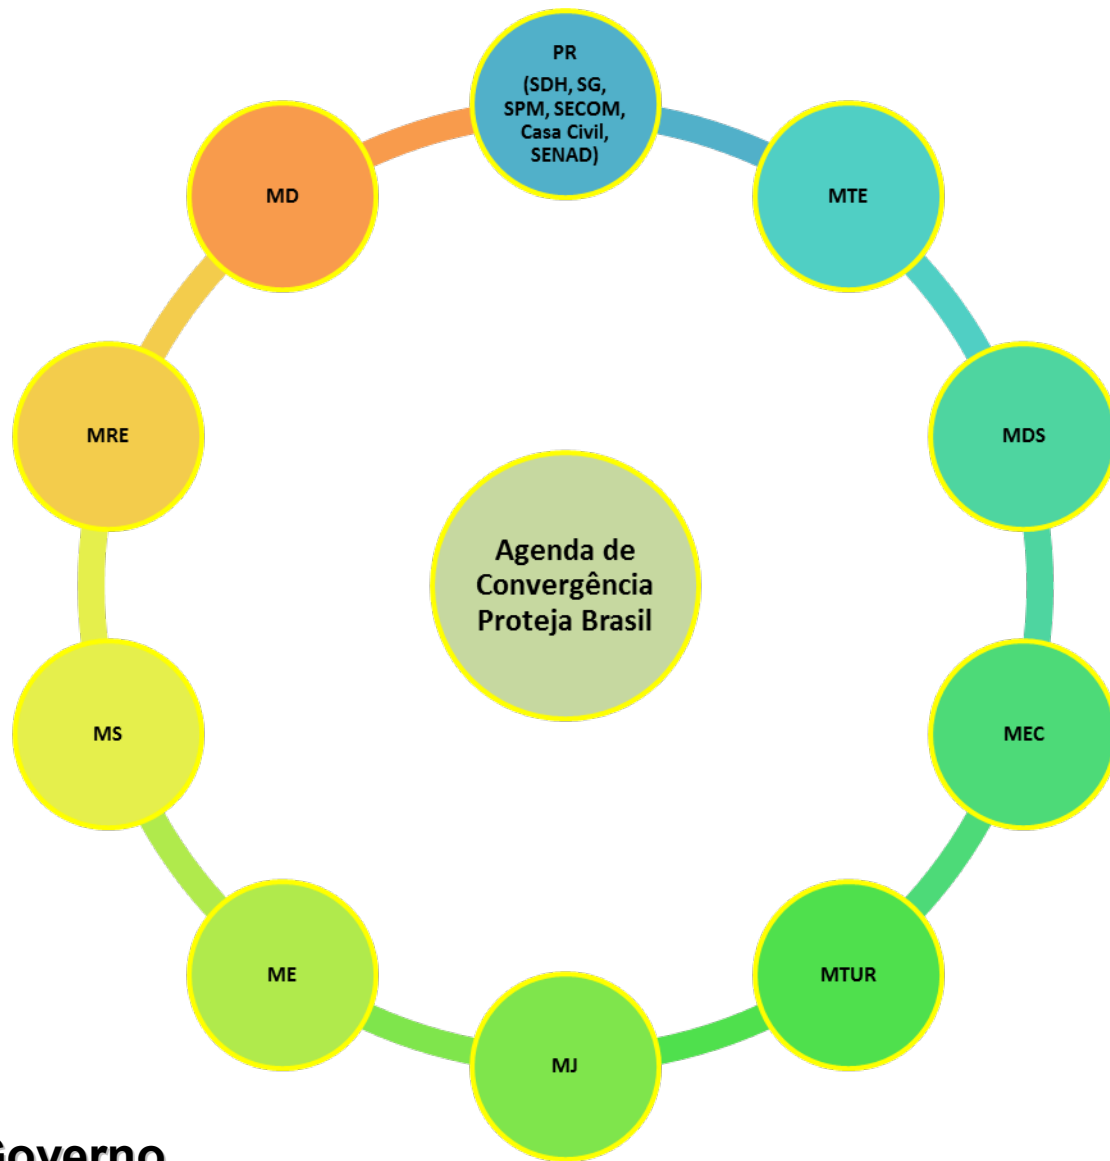 PR
(SDH, SG,
SPM, SECOM,
Casa Civil,
SENAD)
MD
MTE
MRE
MDS
Agenda de
Convergência
Proteja Brasil
MS
MEC
ME
MTUR
MJ